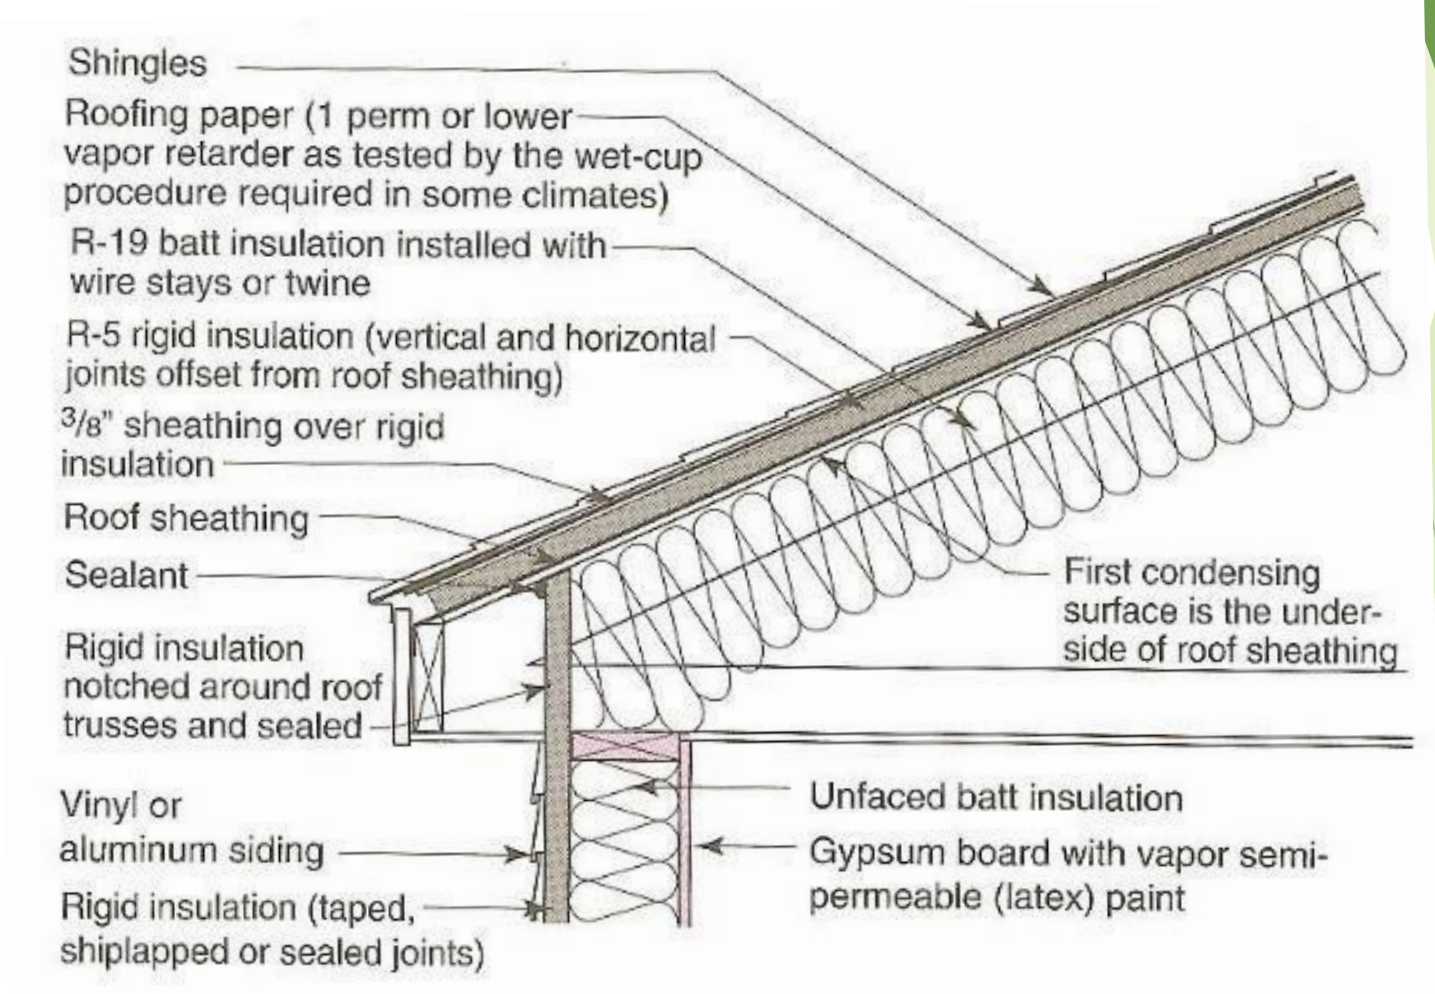 Shingles
Roofing paper (1 perm or lower
vapor retarder as tested by the wet-cup
procedure required in some climates)
R-19 batt insulation installed with
wire stays or twine
R-5 rigid insulation (vertical and horizontal
joints offset from roof sheathing)
3/8" sheathing over rigid
insulation
Roof sheathing
Sealant
Rigid insulation
notched around roof
trusses and sealed
Vinyl or
aluminum siding
Rigid insulation (taped,
shiplapped or sealed joints)
First condensing
surface is the under-
side of roof sheathing
Unfaced batt insulation
Gypsum board with vapor semi-
permeable (latex) paint